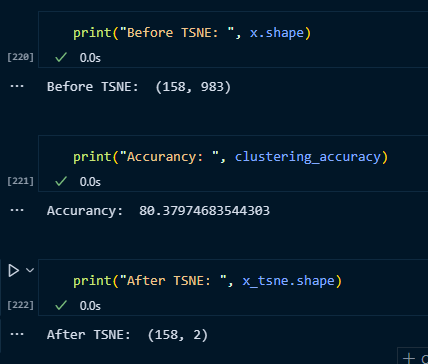 print("Before TSNE: ", x.shape)
[220]
0.0s
...
Before TSNE:  (158, 983)
print("Accurancy: ", clustering_accuracy)
[221]
0.0s
...
Accurancy:  80.37974683544303
print("After TSNE: ", x_tsne.shape)
[222]
0.0s
...
After TSNE:  (158, 2)